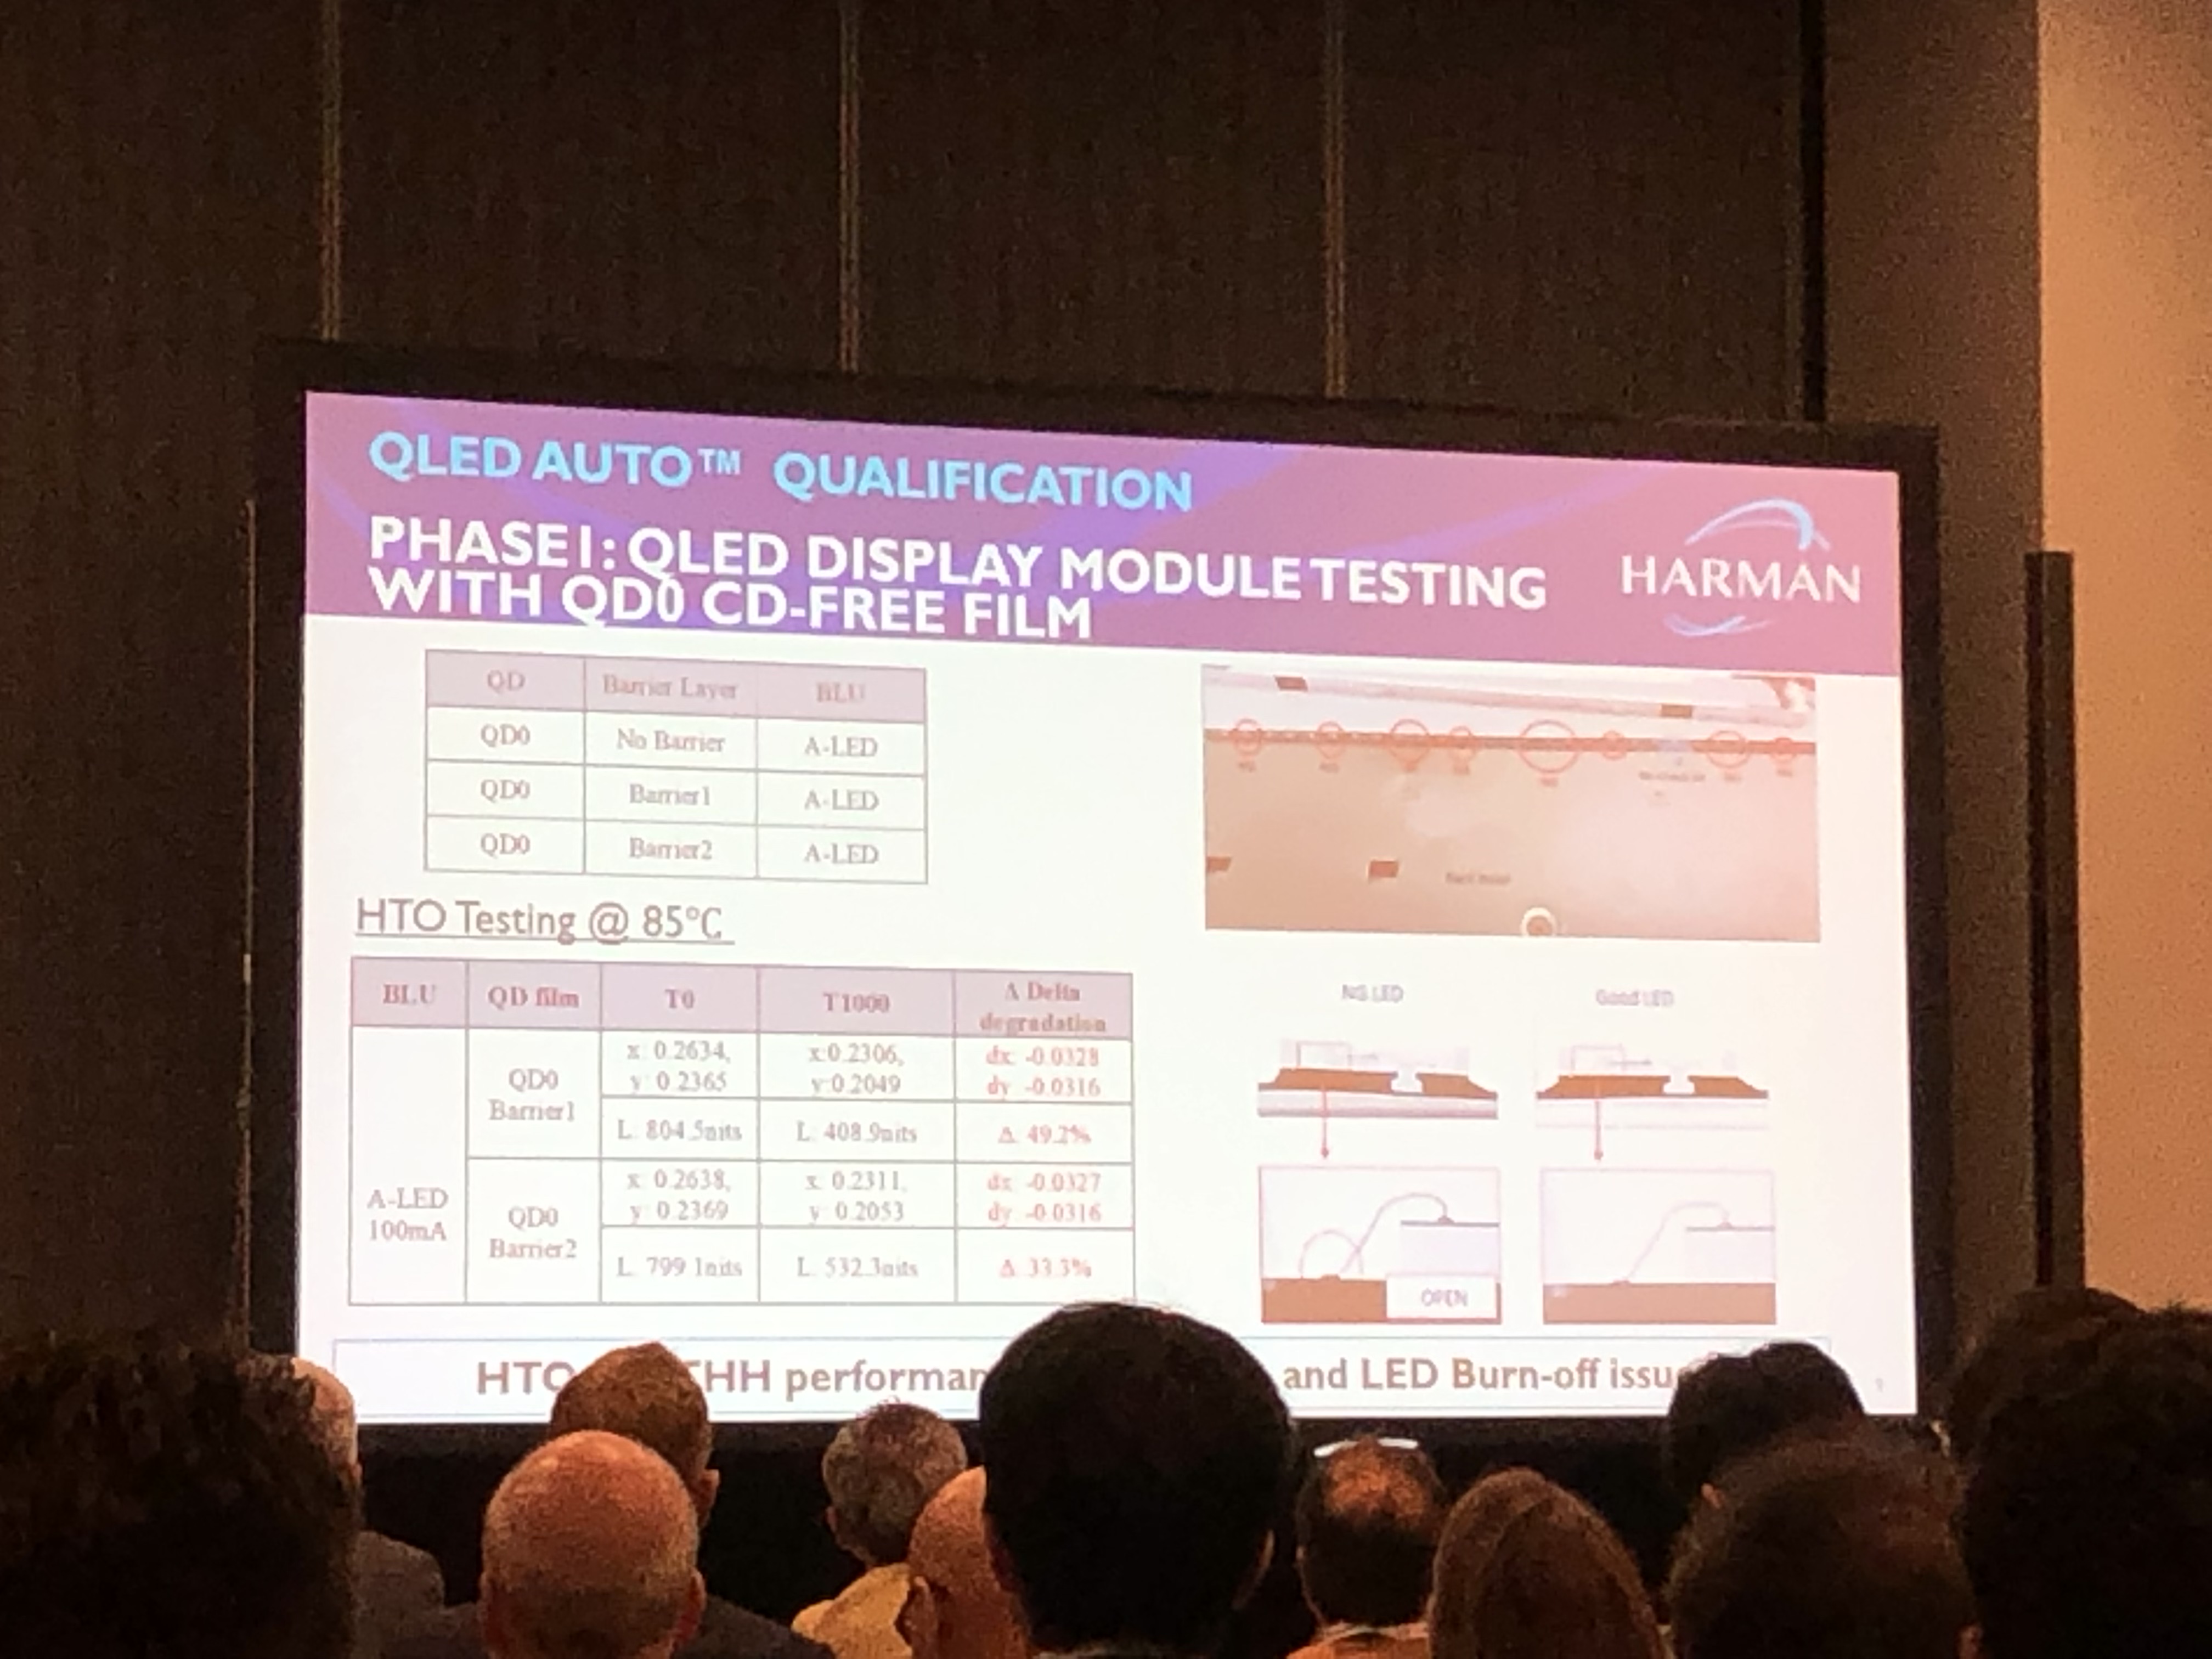 QLED AUTO™ QUALIFICATION
PHASE 1: QLED DISPLAY MODULE TESTING
WITH QD0 CD-FREE FILM
HARMAN
QD Barrier Layer BLU
QD0 No Barrier A-LED
QD0 Barrier1 A-LED
QD0 Barrier2 A-LED
HTO Testing @ 85°C
BLU QD film T0 T1000 Δ Delta
degradation
A-LED
100mA
QD0
Barrier1
x: 0.2634,
y: 0.2365
x:0.2306,
y:0.2049
dx: -0.0328
dy: -0.0316
L: 804.5nits L: 408.9nits Δ: 49.2%
QD0
Barrier2
x: 0.2638,
y: 0.2369
x: 0.2311,
y: 0.2053
dx: -0.0327
dy: -0.0316
L: 799.1nits L: 532.3nits Δ: 33.3%
NG LED
Good LED
OPEN
HTO HH performan and LED Burn-off issu